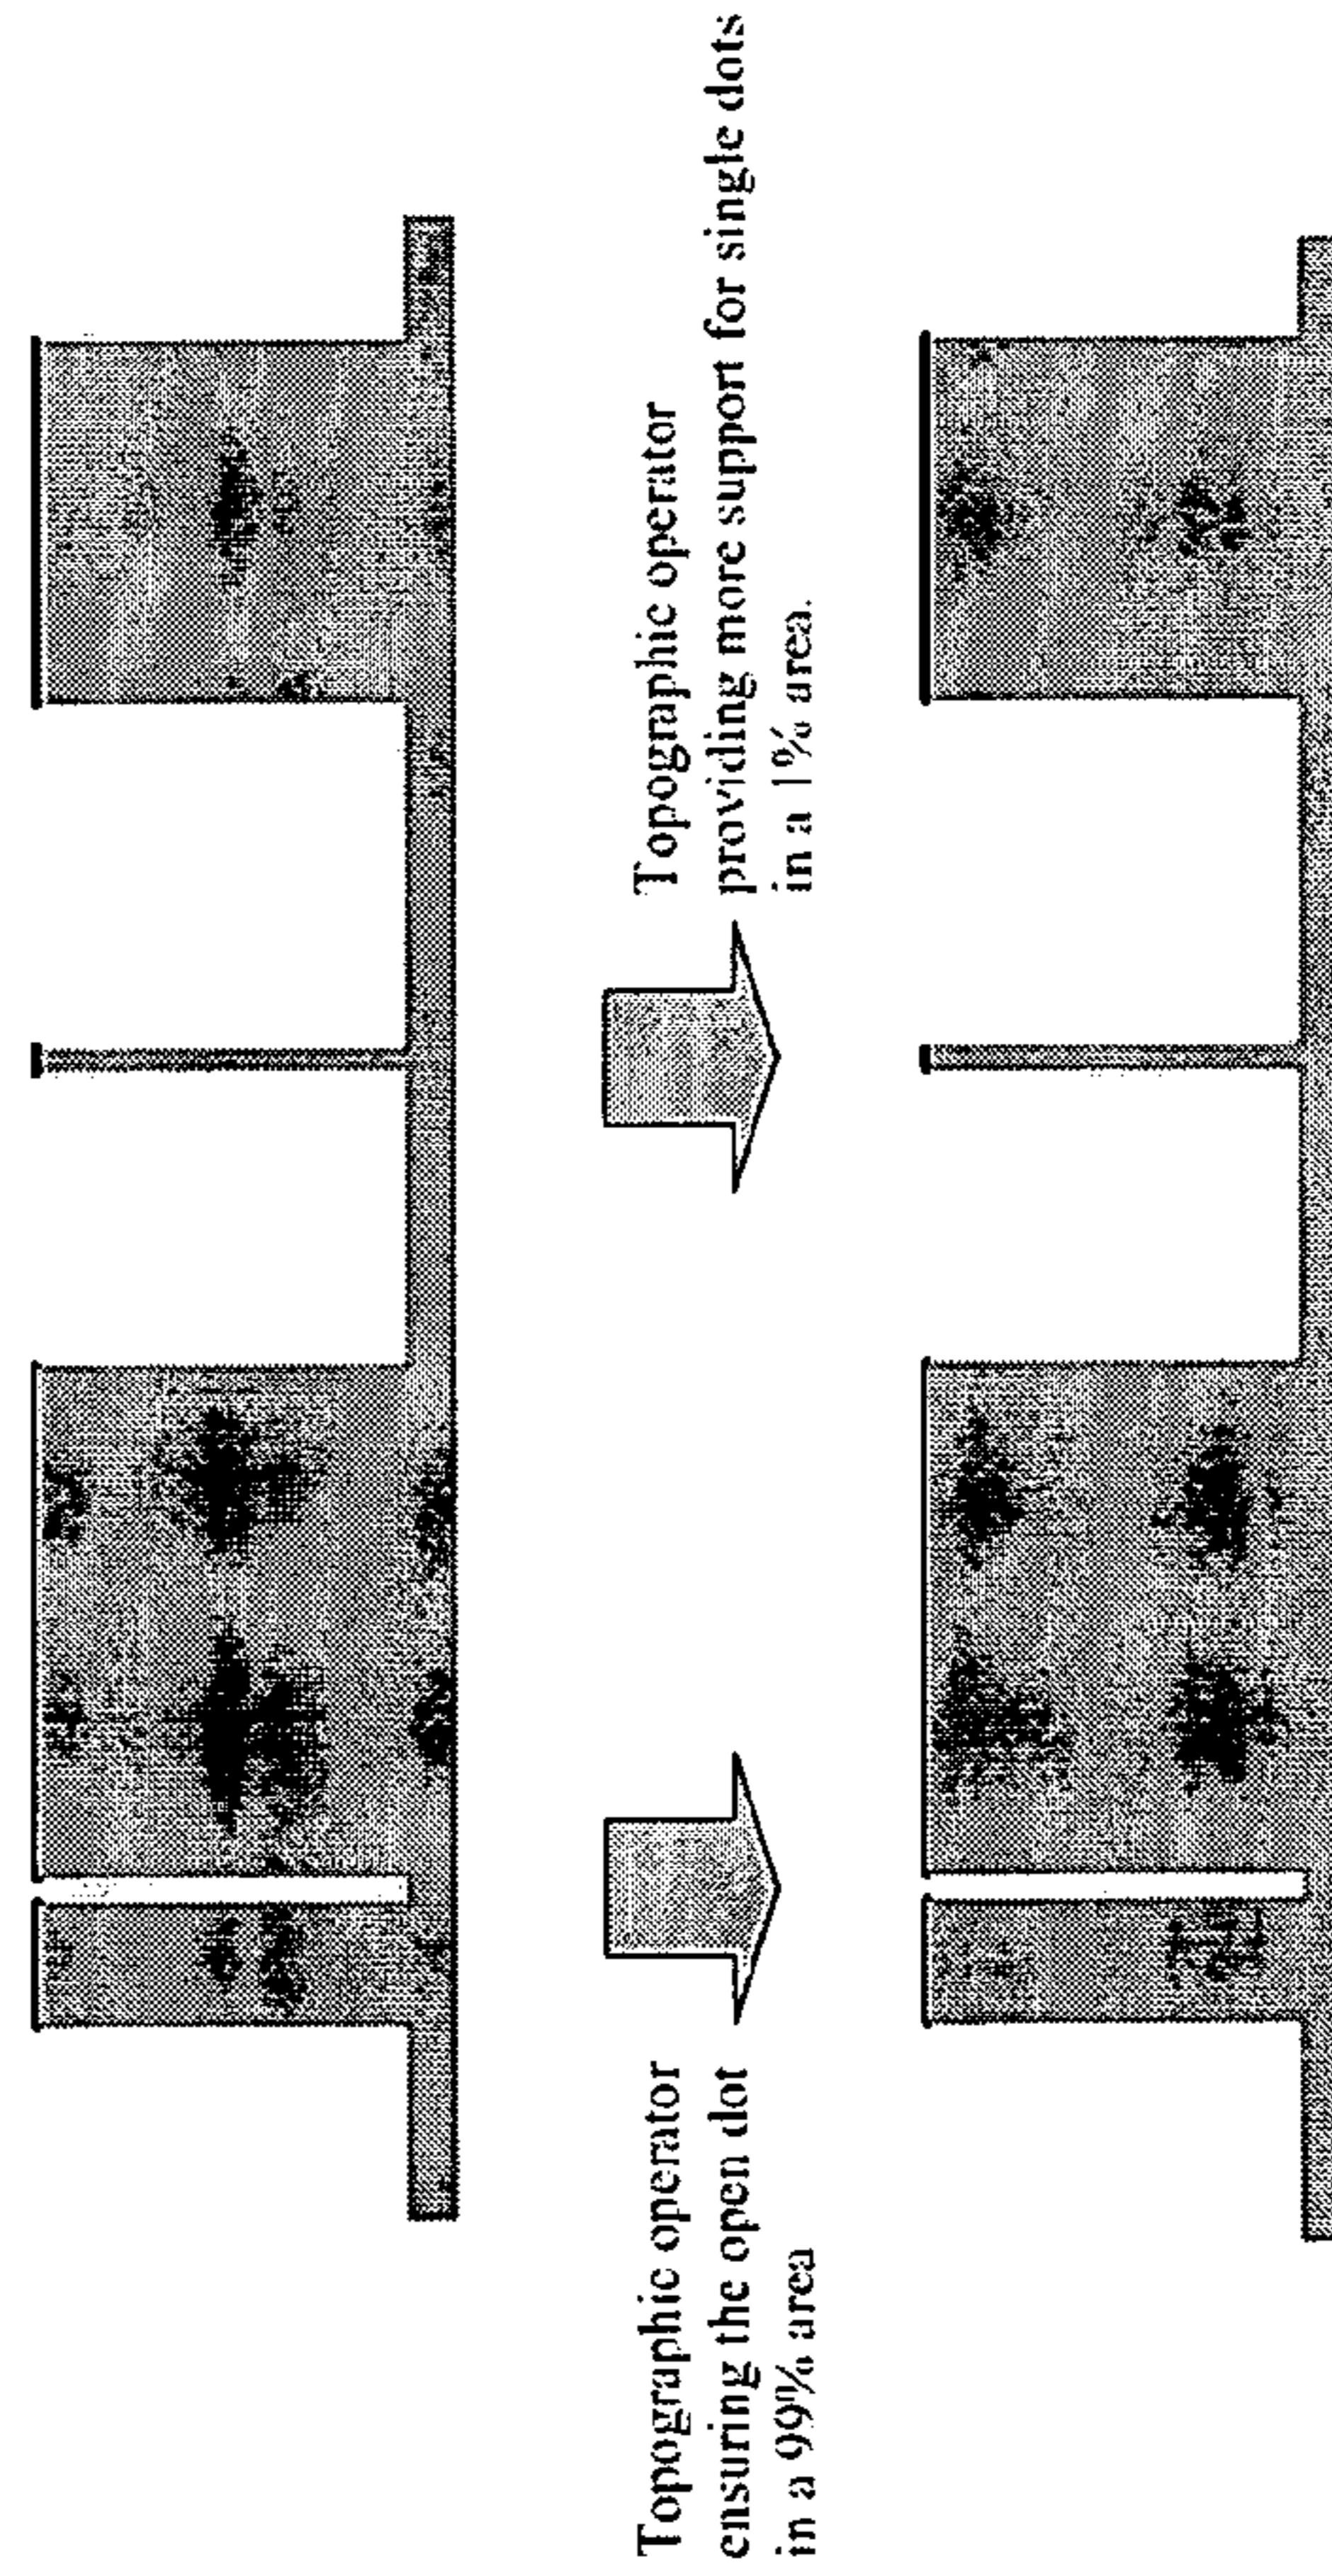 Topographic operator
ensuring the open dot
in a 99% area
Topographic operator
providing more support for single dots
in a 1% area.